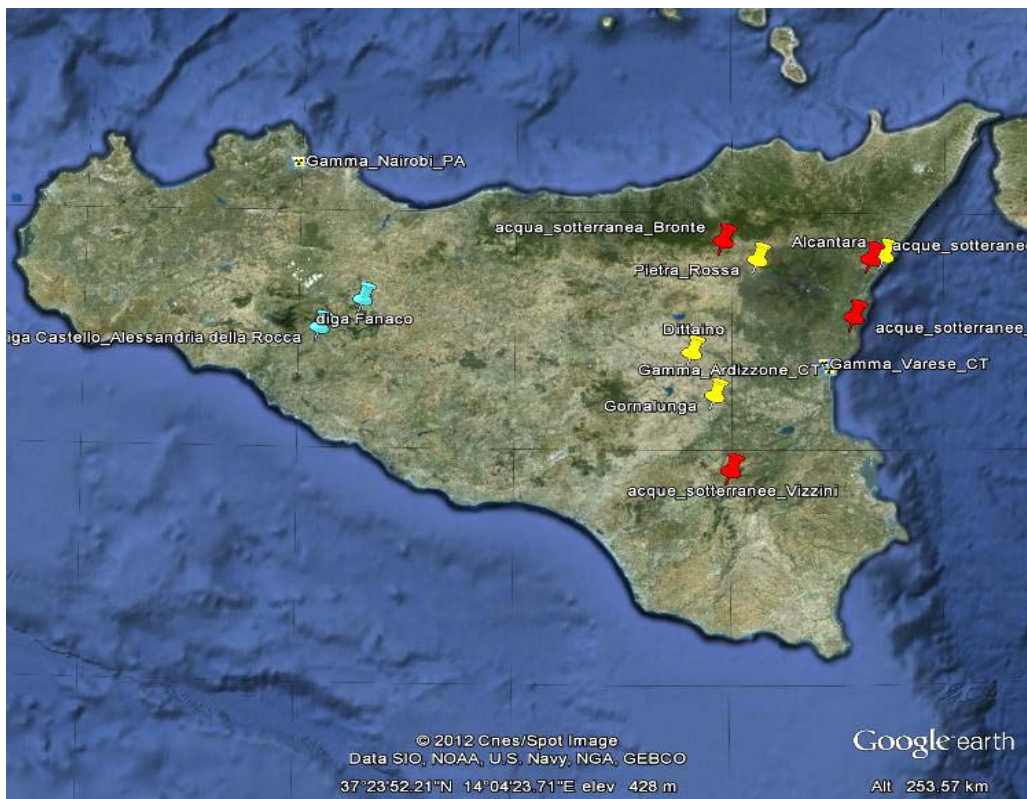 Gamma_Nairobi_PA
acqua_sotterranea_Bronte
Alcantara
acque_sotteranee
Pietra_Rossa
diga Fanaco
iga Castello_Alessandria della Rocca
acque_sotterranee_
Dittaino
Gamma_Ardizzone_CT
Gamma_Varese_CT
Gornalunga
acque_sotterranee_Vizzini
© 2012 Cnes/Spot Image
Data SIO, NOAA, U.S. Navy, NGA, GEBCO
Google earth
37°23'52.21"N 14°04'23.71"E elev 428 m
Alt 253.57 km